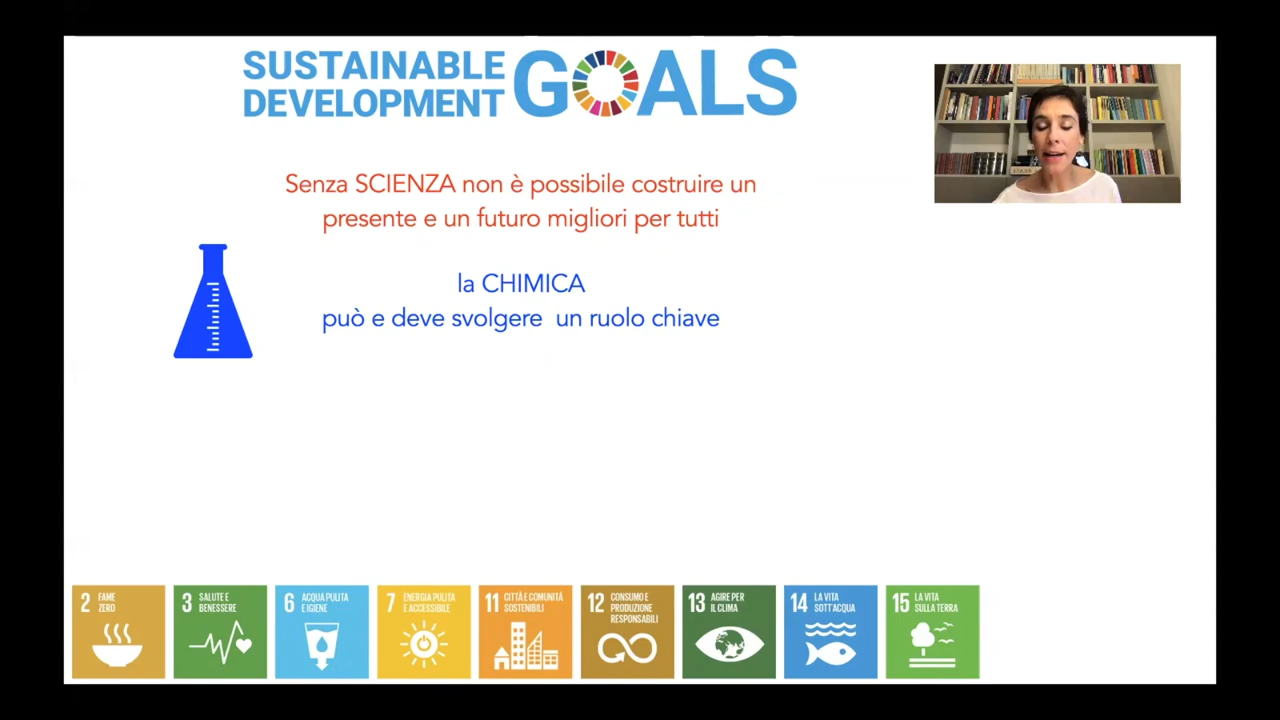 SUSTAINABLE
DEVELOPMENT
GOALS
Senza SCIENZA non è possibile costruire un
presente e un futuro migliori per tutti
la CHIMICA
può e deve svolgere un ruolo chiave
2 FAME
ZERO
3 SALUTE E
BENESSERE
6 ACQUA PULITA
E IGIENE
7 ENERGIA PULITA
E ACCESSIBILE
11 CITTÀ E COMUNITÁ
SOSTENIBILI
12 CONSUMO E
PRODUZIONE
RESPONSABILI
13 AGIRE PER
IL CLIMA
14 LA VITA
SOTT'ACQUA
15 LA VITA
SULLA TERRA